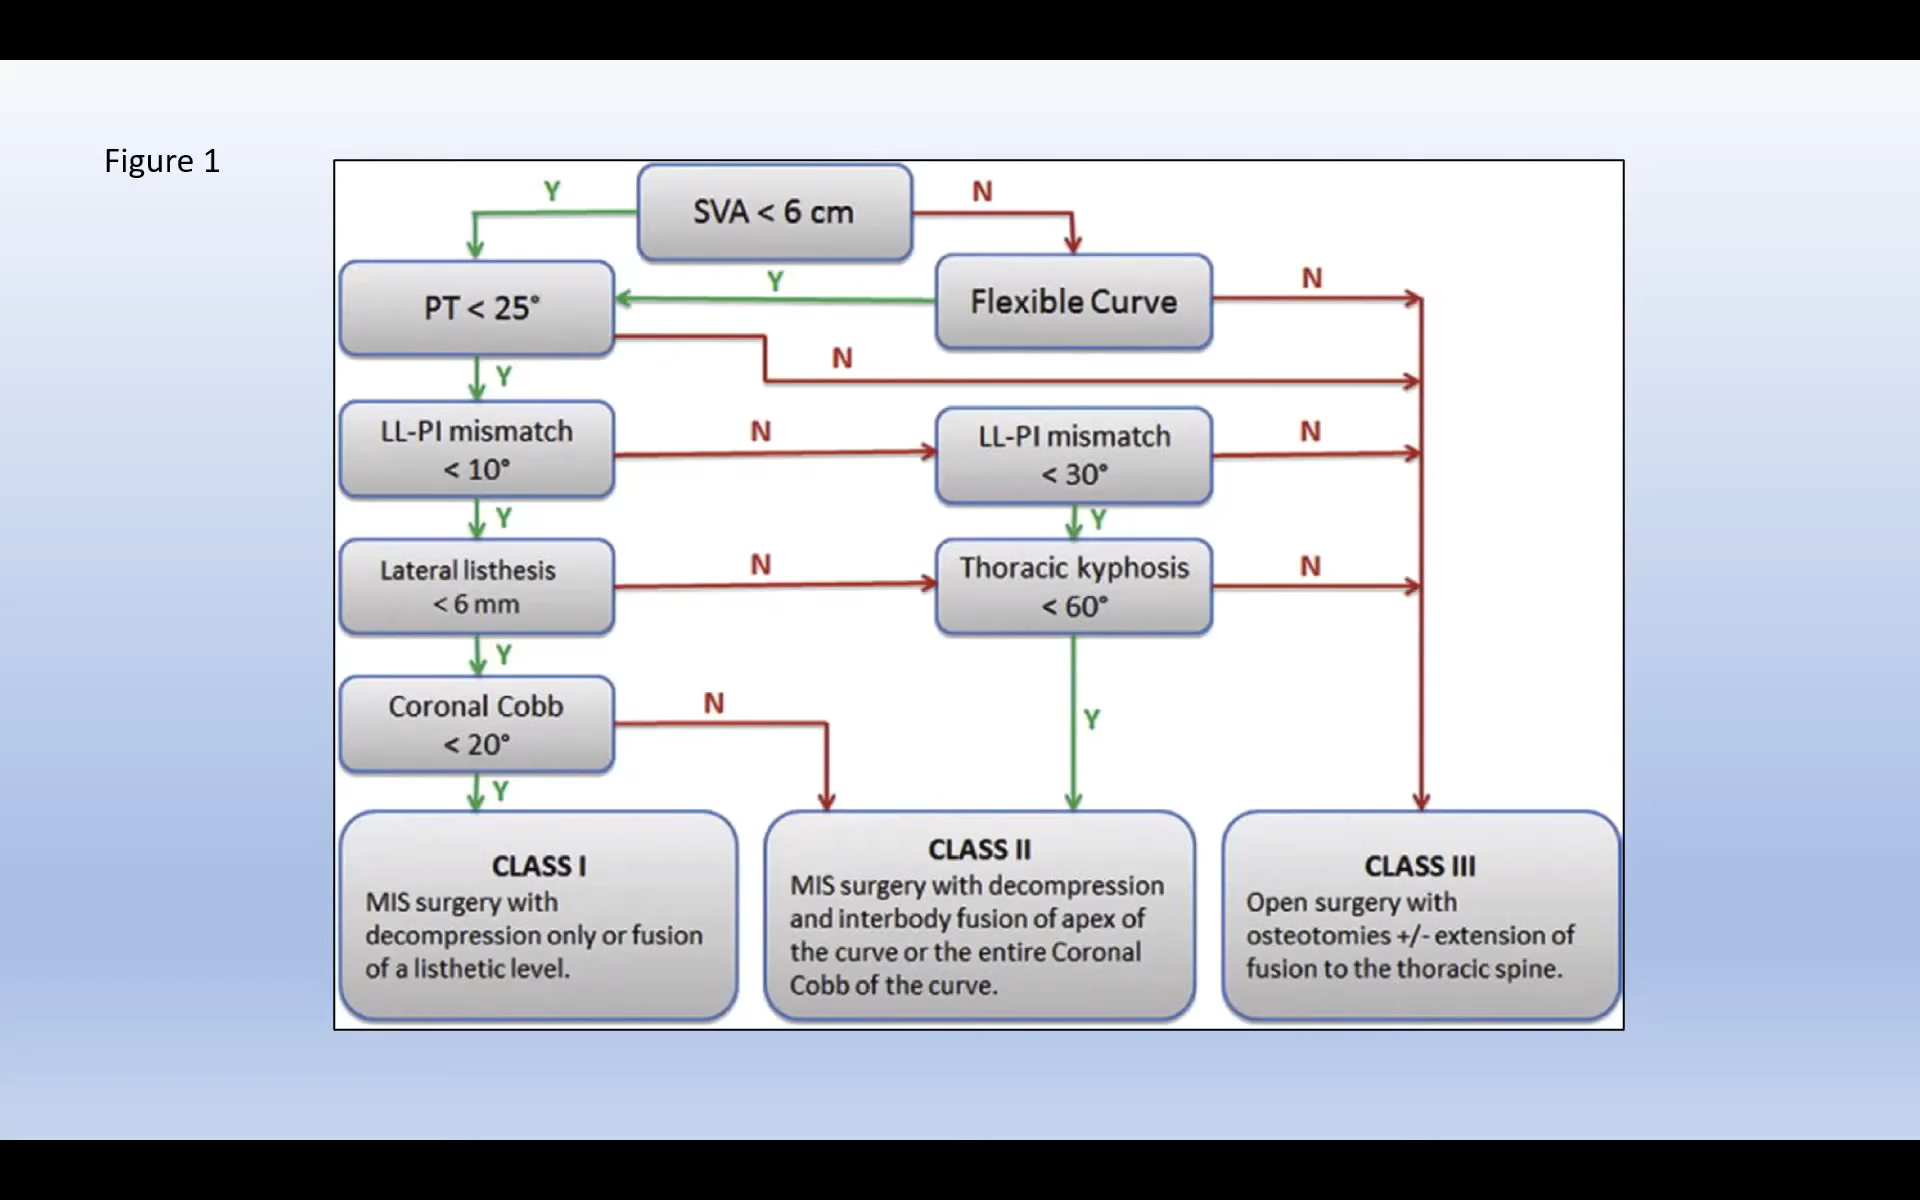 Figure 1
SVA < 6 cm
Y
N
PT < 25°
Y
Flexible Curve
N
N
Y
LL-PI mismatch
< 10°
N
LL-PI mismatch
< 30°
N
Y
Y
Lateral listhesis
< 6 mm
N
Thoracic kyphosis
< 60°
N
Y
Coronal Cobb
< 20°
N
Y
Y
CLASS I
MIS surgery with
decompression only or fusion
of a listhetic level.
CLASS II
MIS surgery with decompression
and interbody fusion of apex of
the curve or the entire Coronal
Cobb of the curve.
CLASS III
Open surgery with
osteotomies +/- extension of
fusion to the thoracic spine.